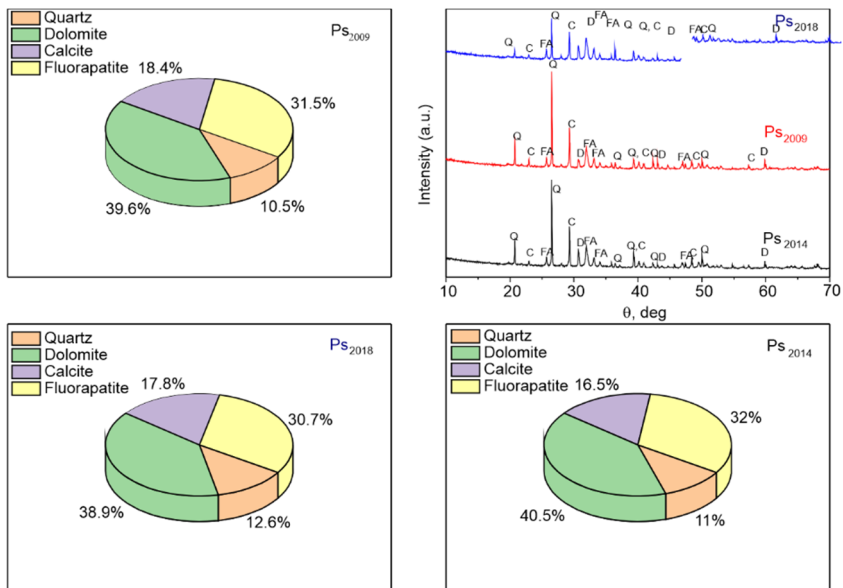 Quartz
Dolomite
Calcite
Fluorapatite
Ps2009
18.4%
31.5%
39.6%
10.5%
Intensity (a.u.)
Ps2018
Q C FA Q C D FA FA Q Q, C D FA C Q D
Ps2009
Q C FA Q C D FA FA Q Q, C Q D FA C Q C D
Ps2014
Q C FA Q C D FA FA Q Q, C Q D FA C Q D
10 20 30 40 50 60 70
θ, deg
Quartz
Dolomite
Calcite
Fluorapatite
Ps2018
17.8%
30.7%
38.9%
12.6%
Quartz
Dolomite
Calcite
Fluorapatite
Ps2014
16.5%
32%
40.5%
11%